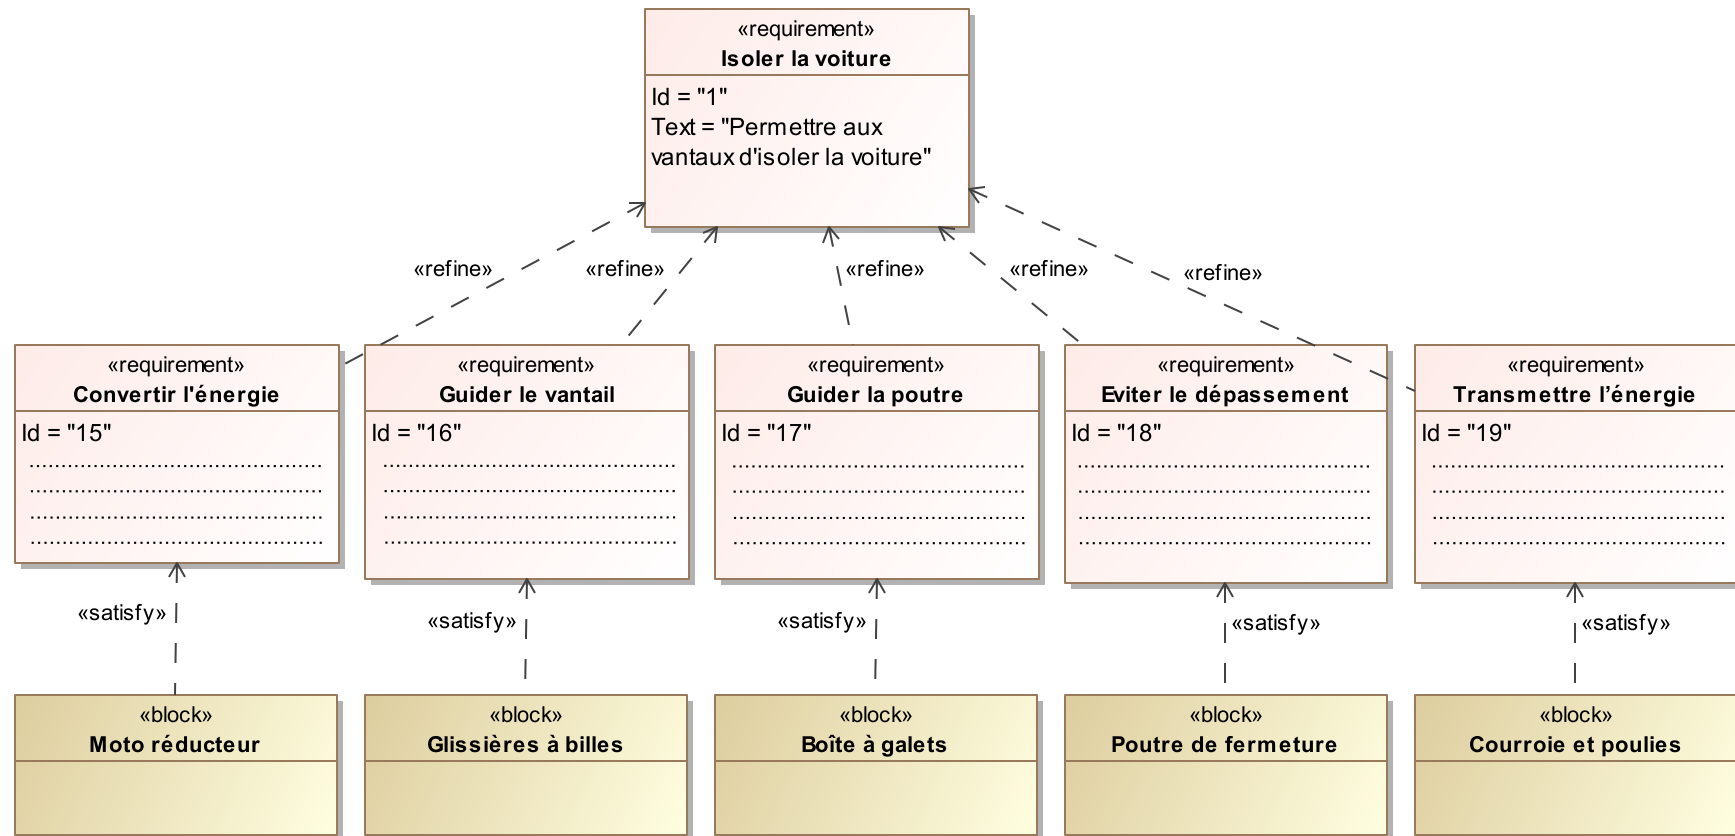 «requirement»
Isoler la voiture
Id = "1"
Text = "Permettre aux
vantaux d'isoler la voiture"
«refine»
«refine»
«refine»
«refine»
«refine»
«requirement»
Convertir l'énergie
Id = "15"
«requirement»
Guider le vantail
Id = "16"
«requirement»
Guider la poutre
Id = "17"
«requirement»
Eviter le dépassement
Id = "18"
«requirement»
Transmettre l’énergie
Id = "19"
«satisfy»
«satisfy»
«satisfy»
«satisfy»
«satisfy»
«block»
Moto réducteur
«block»
Glissières à billes
«block»
Boîte à galets
«block»
Poutre de fermeture
«block»
Courroie et poulies